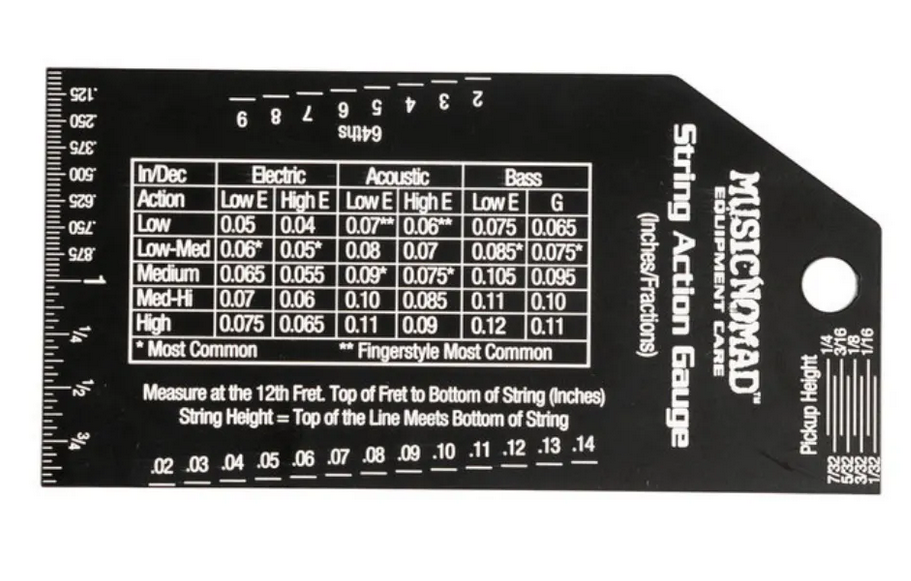 .125
.250
.375
.500
.625
.750
.875
1
1/4
1/2
3/4
9 8 7 6 5 4 3 2
64ths
In/Dec Electric Acoustic Bass
Action Low E High E Low E High E Low E G
Low 0.05 0.04 0.07** 0.06** 0.075 0.065
Low-Med 0.06* 0.05* 0.08 0.07 0.085* 0.075*
Medium 0.065 0.055 0.09* 0.075* 0.105 0.095
Med-Hi 0.07 0.06 0.10 0.085 0.11 0.10
High 0.075 0.065 0.11 0.09 0.12 0.11
* Most Common ** Fingerstyle Most Common
Measure at the 12th Fret. Top of Fret to Bottom of String (Inches)
String Height = Top of the Line Meets Bottom of String
.02 .03 .04 .05 .06 .07 .08 .09 .10 .11 .12 .13 .14
String Action Gauge
(Inches/Fractions)
MUSICNOMAD™
EQUIPMENT CARE
Pickup Height
1/4
3/16
1/8
1/16
7/32
5/32
3/32
1/32